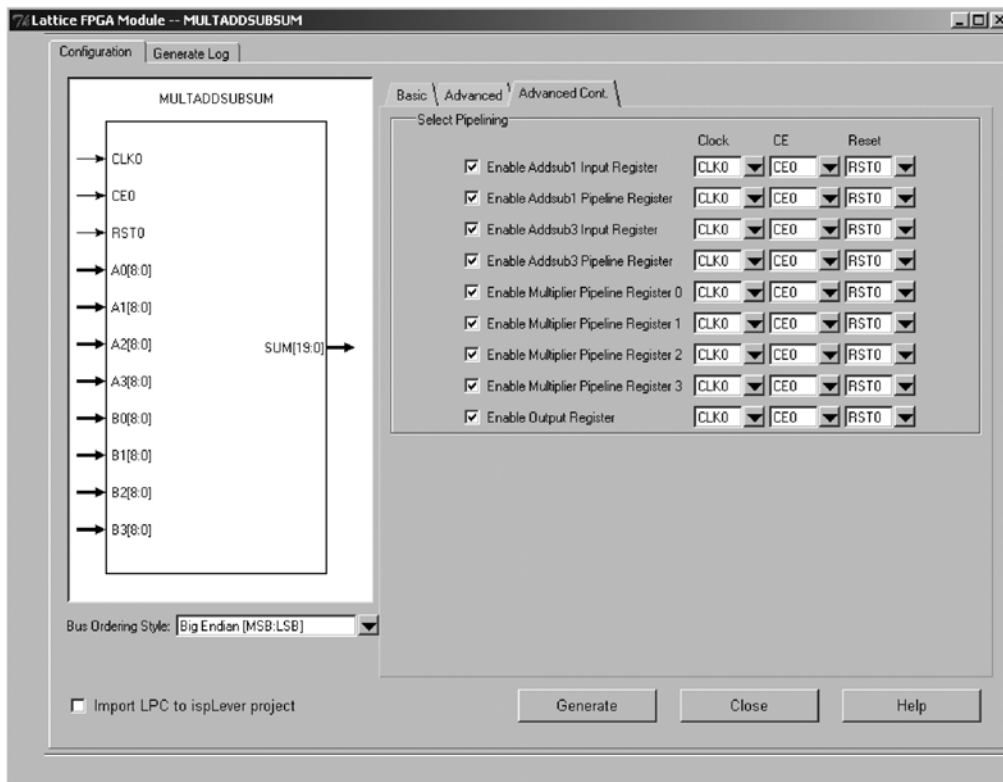 Lattice FPGA Module -- MULTADDSUBSUM
Configuration Generate Log
MULTADDSUBSUM
CLK0
CE0
RST0
A0[8:0]
A1[8:0]
A2[8:0]
A3[8:0]
B0[8:0]
B1[8:0]
B2[8:0]
B3[8:0]
SUM[19:0]
Bus Ordering Style: Big Endian [MSB:LSB]
Basic Advanced Advanced Cont.
Select Pipelining
Clock CE Reset
Enable Addsub1 Input Register CLK0 CE0 RST0
Enable Addsub1 Pipeline Register CLK0 CE0 RST0
Enable Addsub3 Input Register CLK0 CE0 RST0
Enable Addsub3 Pipeline Register CLK0 CE0 RST0
Enable Multiplier Pipeline Register 0 CLK0 CE0 RST0
Enable Multiplier Pipeline Register 1 CLK0 CE0 RST0
Enable Multiplier Pipeline Register 2 CLK0 CE0 RST0
Enable Multiplier Pipeline Register 3 CLK0 CE0 RST0
Enable Output Register CLK0 CE0 RST0
Import LPC to ispLever project
Generate Close Help